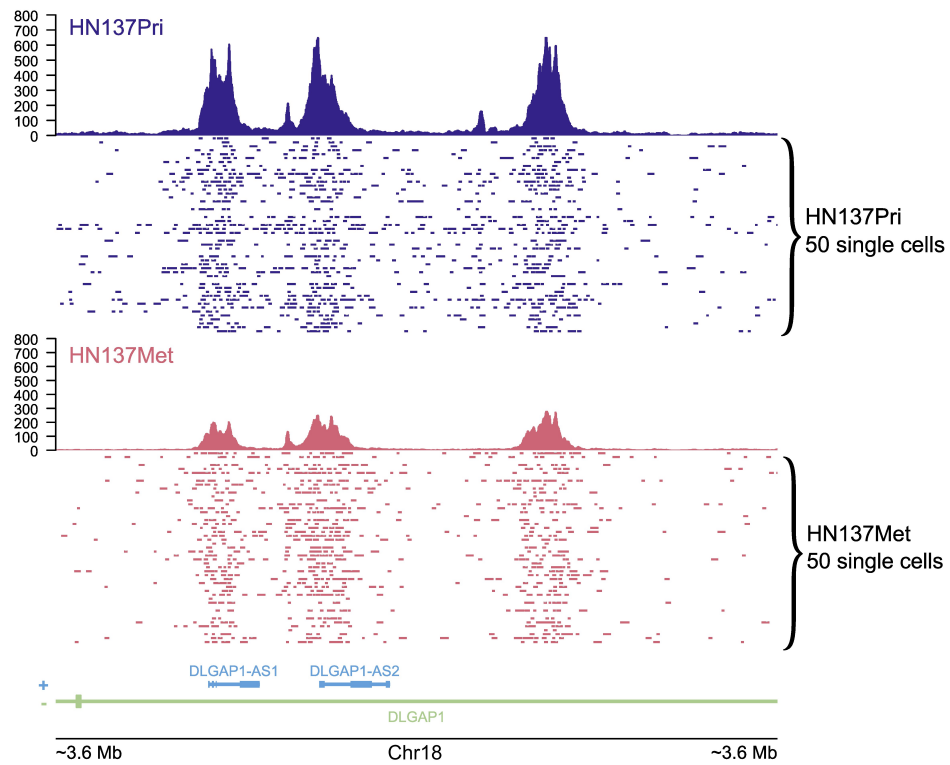 800
700
600
500
400
300
200
100
0
HN137Pri
HN137Pri
50 single cells
800
700
600
500
400
300
200
100
0
HN137Met
HN137Met
50 single cells
DLGAP1-AS1 DLGAP1-AS2
+
-
DLGAP1
~3.6 Mb Chr18 ~3.6 Mb